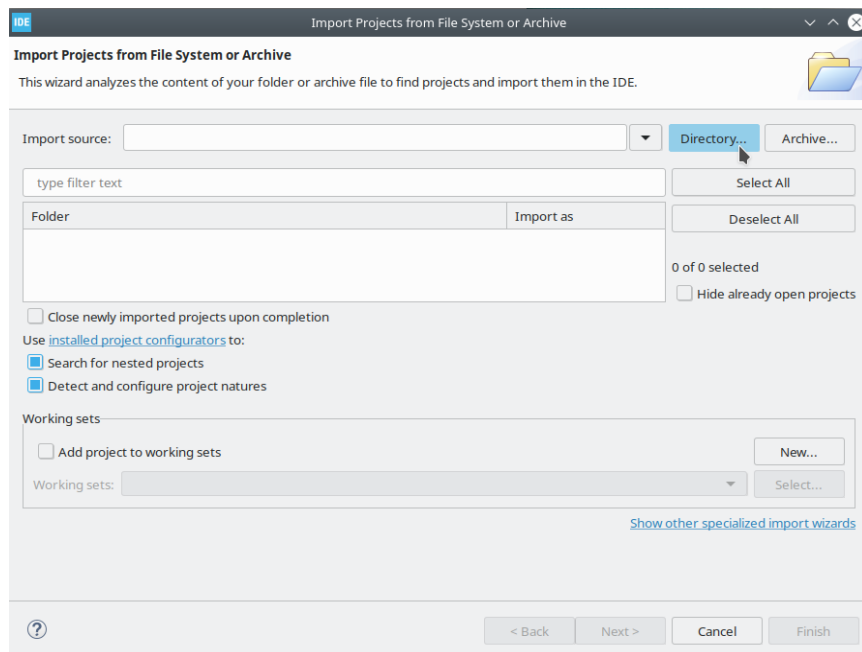 IDE Import Projects from File System or Archive
Import Projects from File System or Archive
This wizard analyzes the content of your folder or archive file to find projects and import them in the IDE.
Import source: Directory... Archive...
type filter text Select All
Folder Import as Deselect All
0 of 0 selected
Hide already open projects
Close newly imported projects upon completion
Use installed project configurators to:
Search for nested projects
Detect and configure project natures
Working sets
Add project to working sets New...
Working sets: Select...
Show other specialized import wizards
? < Back Next > Cancel Finish